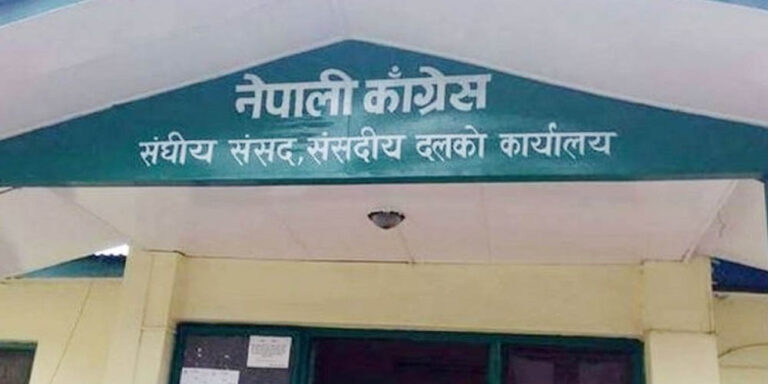 नेपाली काँग्रेस
संघीय संसद, संसदीय दलको कार्यालय